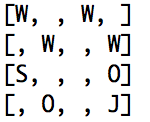 [W, , W, ]
[, W, , W]
[S, , , O]
[, O, , J]